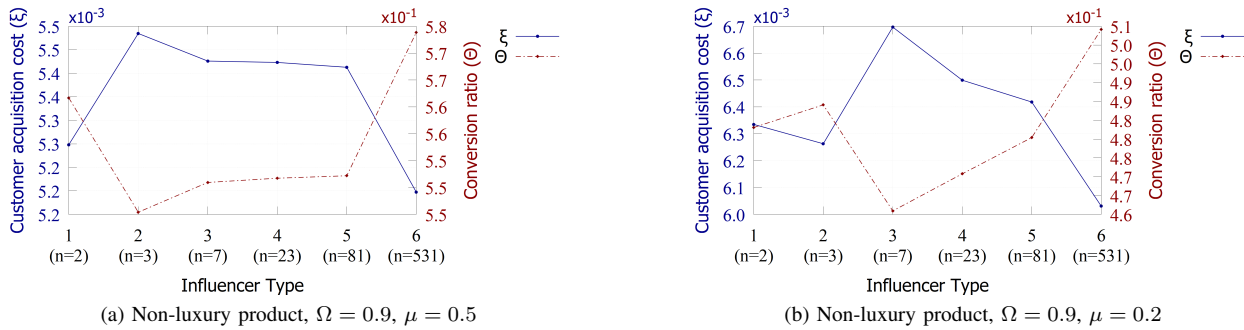 x10⁻³
x10⁻¹
Customer acquisition cost (ξ)
5.5
5.5
5.4
5.4
5.3
5.3
5.2
5.2
5.8
5.7
5.7
5.6
5.6
5.5
5.5
5.5
Conversion ratio (Θ)
ξ
Θ
1 2 3 4 5 6
(n=2) (n=3) (n=7) (n=23) (n=81) (n=531)
Influencer Type
(a) Non-luxury product, Ω = 0.9, μ = 0.5
x10⁻³
x10⁻¹
Customer acquisition cost (ξ)
6.7
6.6
6.4
6.4
6.3
6.2
6.1
6.0
5.1
5.0
5.0
4.9
4.9
4.8
4.8
4.7
4.7
4.6
Conversion ratio (Θ)
ξ
Θ
1 2 3 4 5 6
(n=2) (n=3) (n=7) (n=23) (n=81) (n=531)
Influencer Type
(b) Non-luxury product, Ω = 0.9, μ = 0.2